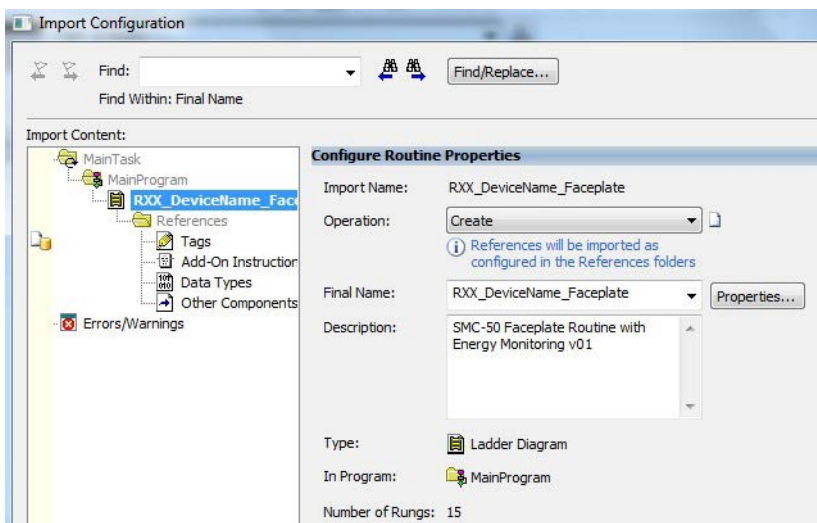 Import Configuration
Find:
Find/Replace...
Find Within: Final Name
Import Content:
MainTask
MainProgram
RXX_DeviceName_Face
References
Tags
Add-On Instruction
Data Types
Other Components
Errors/Warnings
Configure Routine Properties
Import Name: RXX_DeviceName_Faceplate
Operation: Create
References will be imported as
configured in the References folders
Final Name: RXX_DeviceName_Faceplate Properties...
Description: SMC-50 Faceplate Routine with
Energy Monitoring v01
Type: Ladder Diagram
In Program: MainProgram
Number of Rungs: 15